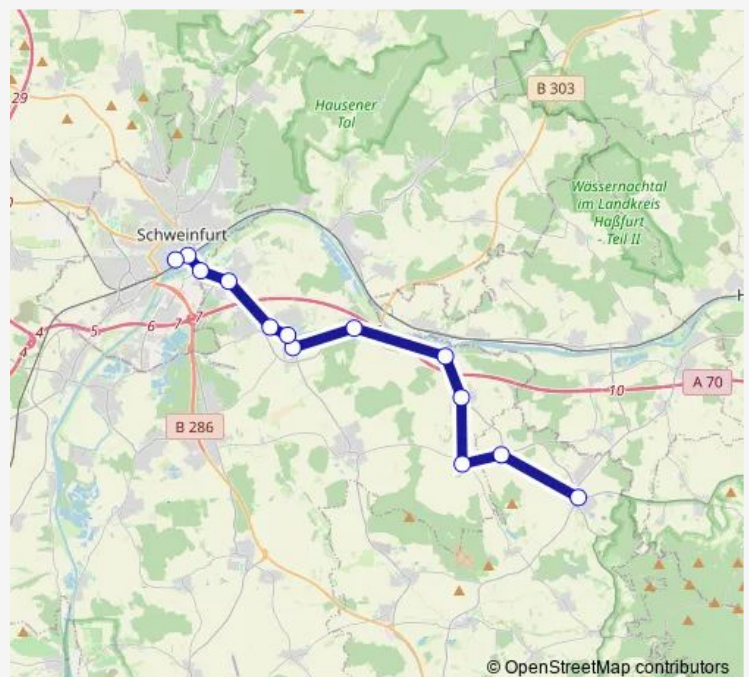 B 303
29
Hausener
Tal
Wässernachtal
im Landkreis
Haßfurt
- Teil II
Schweinfurt
H
4
4
5
6
7
7
10
A 70
B 286
© OpenStreetMap contributors